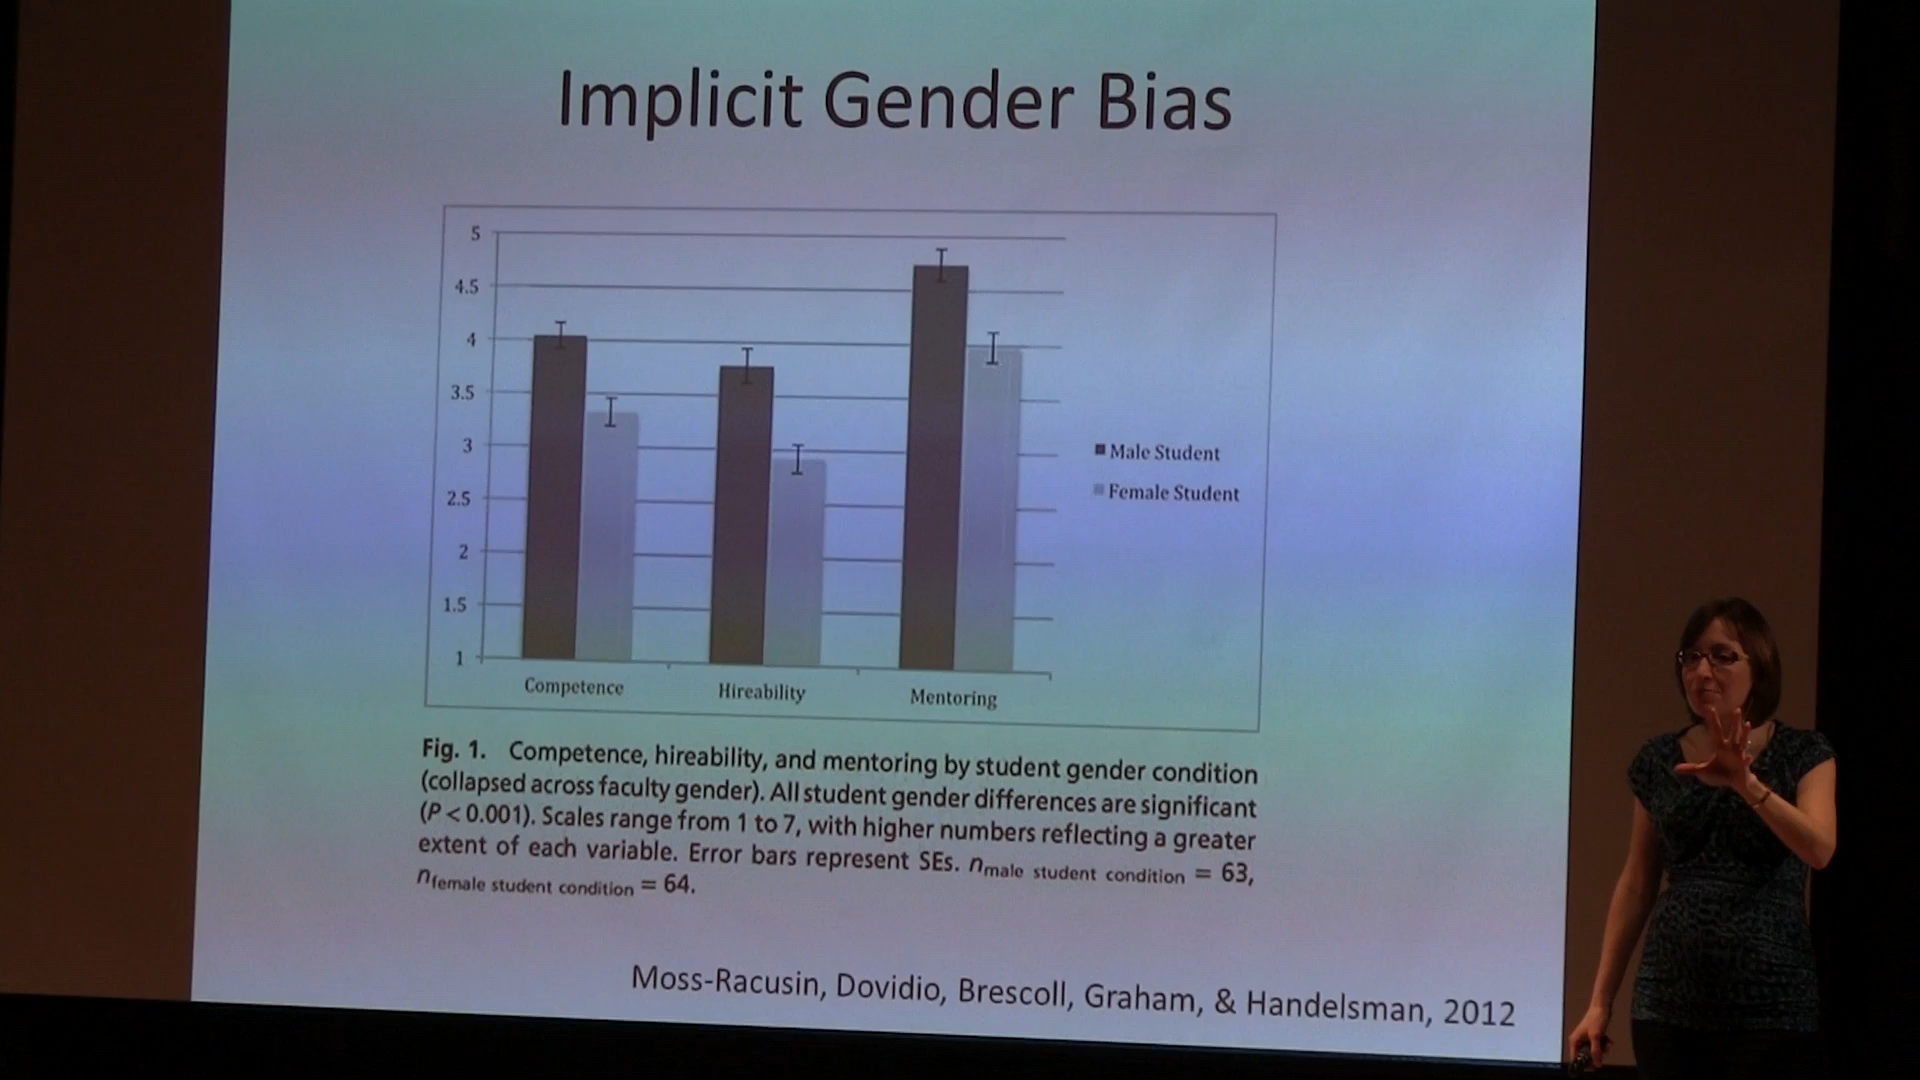 Implicit Gender Bias
5
4.5
4
3.5
3
2.5
2
1.5
1
Male Student
Female Student
Competence Hireability Mentoring
Fig. 1. Competence, hireability, and mentoring by student gender condition
(collapsed across faculty gender). All student gender differences are significant
(P < 0.001). Scales range from 1 to 7, with higher numbers reflecting a greater
extent of each variable. Error bars represent SEs. n male student condition = 63,
n female student condition = 64.
Moss-Racusin, Dovidio, Brescoll, Graham, & Handelsman, 2012